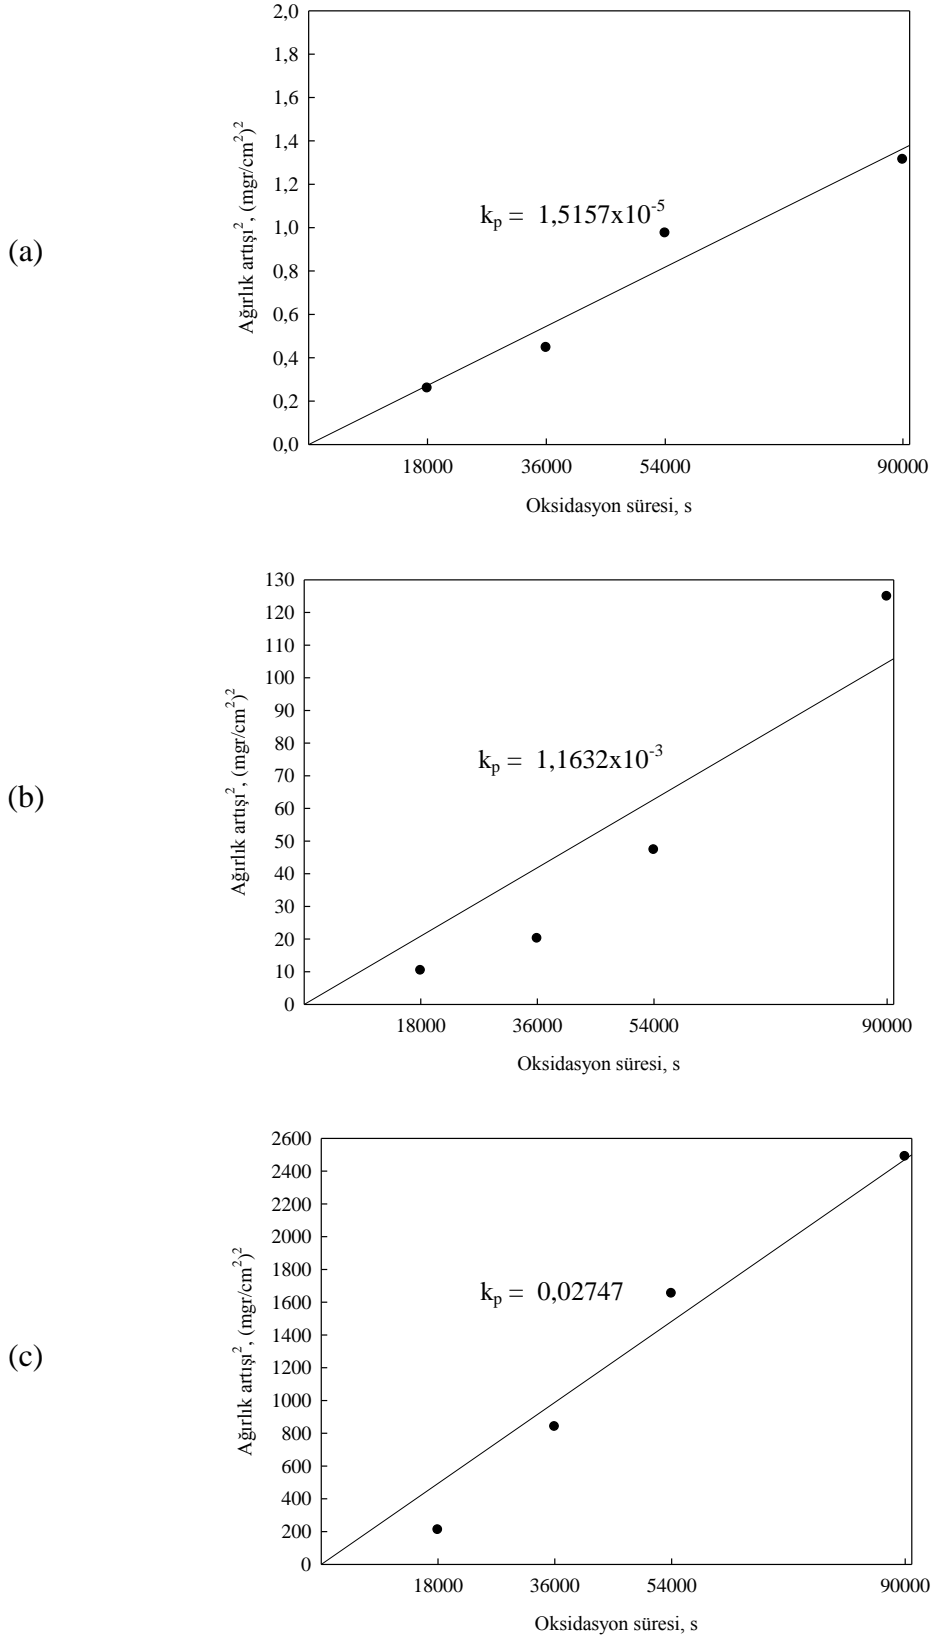 (a)
Ağırlık artışı², (mgr/cm²)²
2,0
1,8
1,6
1,4
1,2
1,0
0,8
0,6
0,4
0,2
0,0
kₚ = 1,5157x10⁻⁵
18000 36000 54000 90000
Oksidasyon süresi, s
(b)
Ağırlık artışı², (mgr/cm²)²
130
120
110
100
90
80
70
60
50
40
30
20
10
0
kₚ = 1,1632x10⁻³
18000 36000 54000 90000
Oksidasyon süresi, s
(c)
Ağırlık artışı², (mgr/cm²)²
2600
2400
2200
2000
1800
1600
1400
1200
1000
800
600
400
200
0
kₚ = 0,02747
18000 36000 54000 90000
Oksidasyon süresi, s